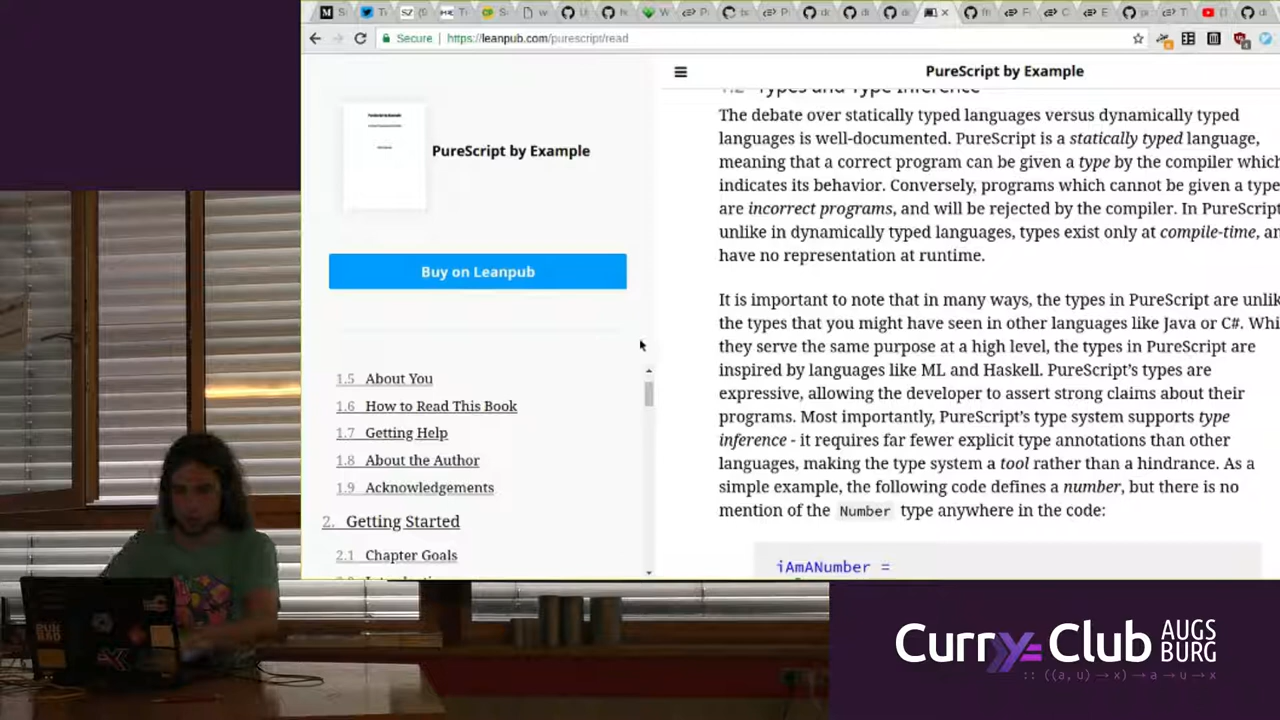 Secure
https://leanpub.com/purescript/read
PureScript by Example
Buy on Leanpub
1.5 About You
1.6 How to Read This Book
1.7 Getting Help
1.8 About the Author
1.9 Acknowledgements
2. Getting Started
2.1 Chapter Goals
PureScript by Example
Types and Type Inference
The debate over statically typed languages versus dynamically typed
languages is well-documented. PureScript is a statically typed language,
meaning that a correct program can be given a type by the compiler which
indicates its behavior. Conversely, programs which cannot be given a type
are incorrect programs, and will be rejected by the compiler. In PureScript
unlike in dynamically typed languages, types exist only at compile-time, an
have no representation at runtime.
It is important to note that in many ways, the types in PureScript are unlik
the types that you might have seen in other languages like Java or C#. Whi
they serve the same purpose at a high level, the types in PureScript are
inspired by languages like ML and Haskell. PureScript's types are
expressive, allowing the developer to assert strong claims about their
programs. Most importantly, PureScript's type system supports type
inference - it requires far fewer explicit type annotations than other
languages, making the type system a tool rather than a hindrance. As a
simple example, the following code defines a number, but there is no
mention of the Number type anywhere in the code:
iAmANumber =
Curry Club AUGS
BURG
:: ((a, u) → x) → a → u → x